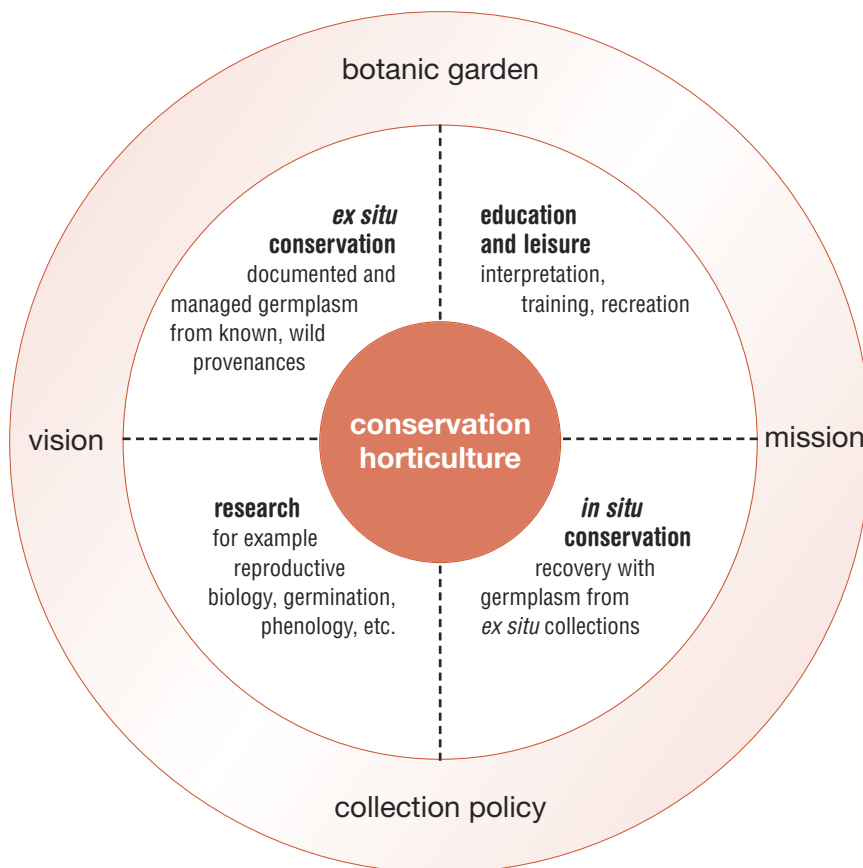 botanic garden
ex situ
conservation
documented and
managed germplasm
from known, wild
provenances
education
and leisure
interpretation,
training, recreation
vision
conservation
horticulture
mission
research
for example
reproductive
biology, germination,
phenology, etc.
in situ
conservation
recovery with
germplasm from
ex situ collections
collection policy